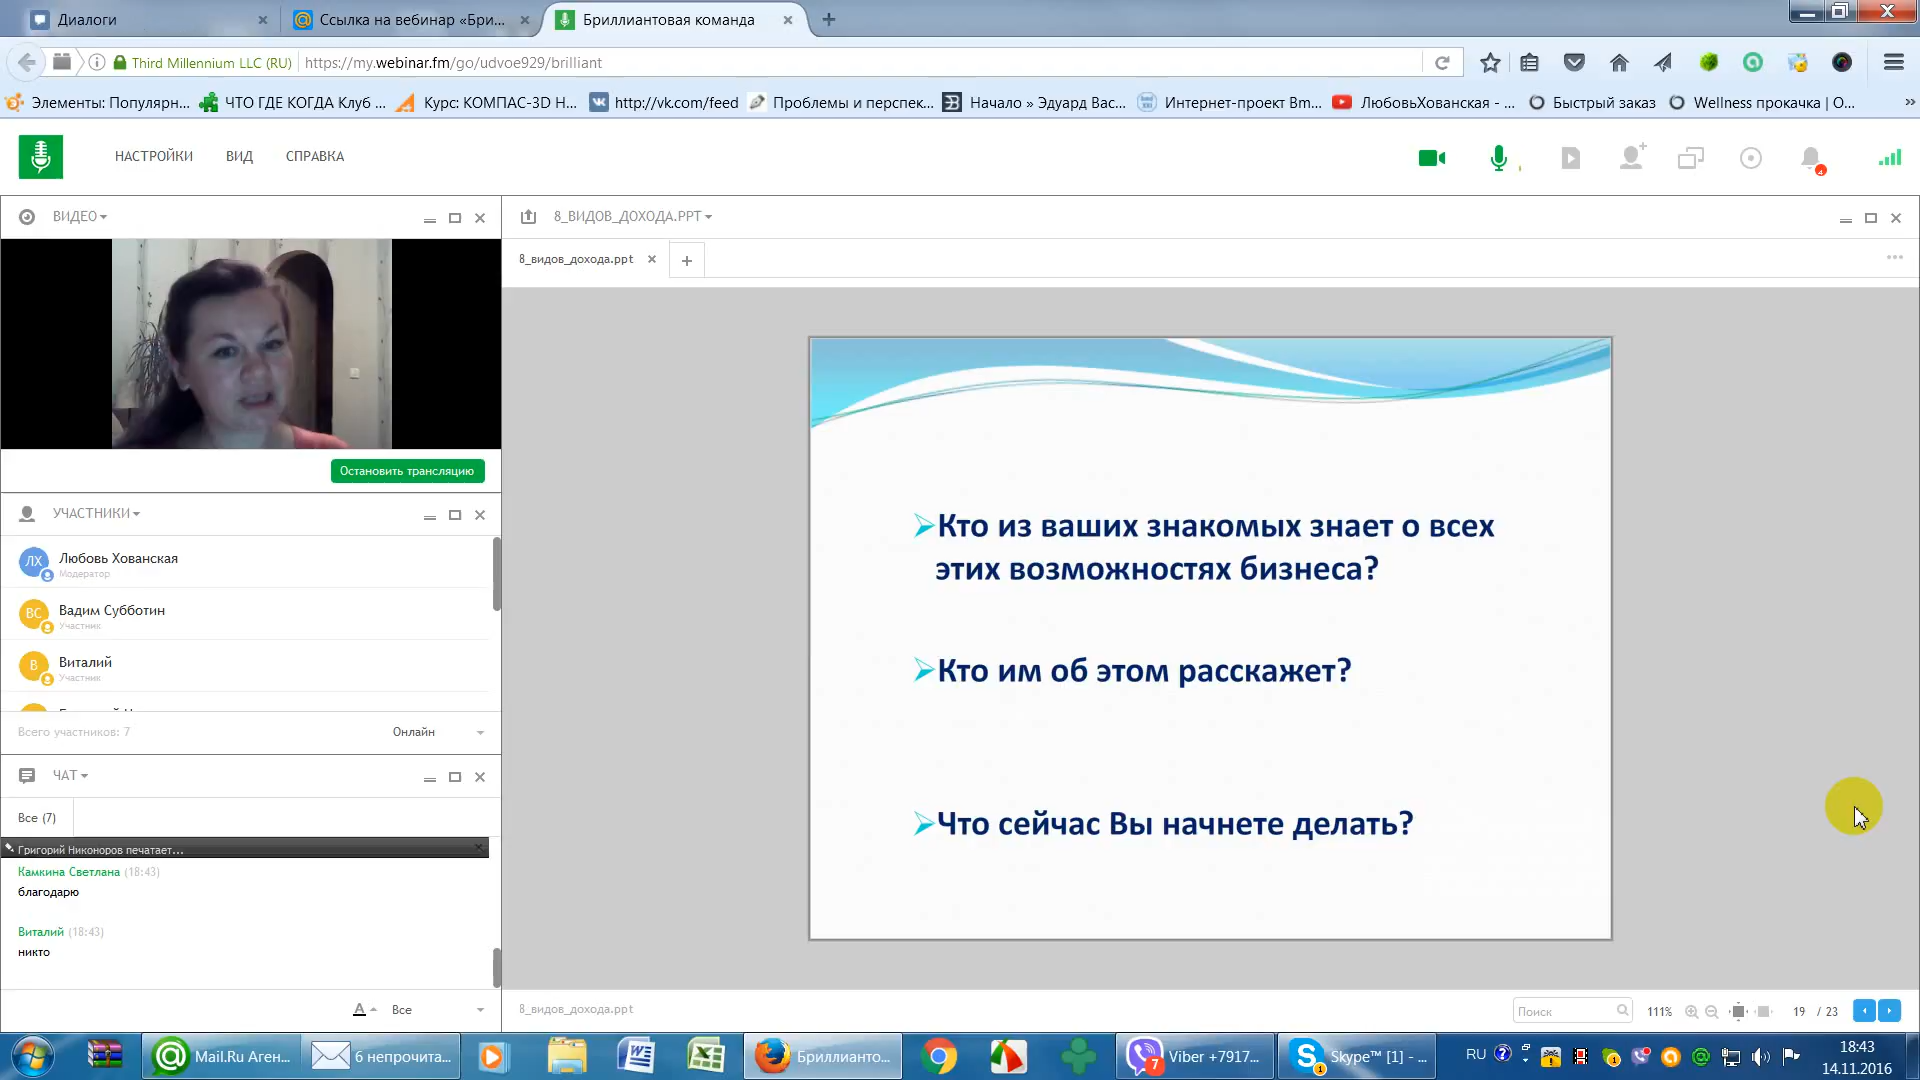 Диалоги
Ссылка на вебинар «Бри...
Бриллиантовая команда
Third Millennium LLC (RU)
https://my.webinar.fm/go/udvoe929/brilliant
Элементы: Популярн...
ЧТО ГДЕ КОГДА Клуб ...
Курс: КОМПАС-3D Н...
http://vk.com/feed
Проблемы и перспек...
Начало » Эдуард Вас...
Интернет-проект Вm...
ЛюбовьХованская - ...
Быстрый заказ
Wellness прокачка | О...
НАСТРОЙКИ
ВИД
СПРАВКА
ВИДЕО
8_ВИДОВ_ДОХОДА.PPT
8_видов_дохода.ppt
Остановить трансляцию
УЧАСТНИКИ
ЛХ
Любовь Хованская
Модератор
ВС
Вадим Субботин
Участник
В
Виталий
Участник
Всего участников: 7
Онлайн
ЧАТ
Все (7)
Григорий Никоноров печатает...
Камкина Светлана (18:43)
благодарю
Виталий (18:43)
никто
А
Все
Кто из ваших знакомых знает о всех
этих возможностях бизнеса?
Кто им об этом расскажет?
Что сейчас Вы начнете делать?
8_видов_дохода.ppt
Поиск
111%
19 / 23
Mail.Ru Аген...
6 непрочита...
Бриллианто...
7
Viber +7917...
1
Skype™ [1] - ...
RU
18:43
14.11.2016